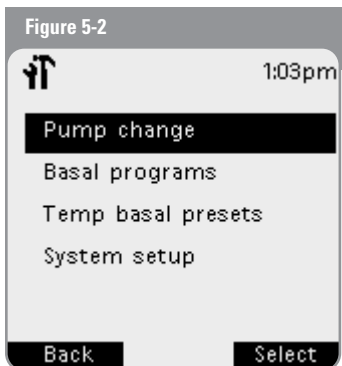 Figure 5-2
1:03pm
Pump change
Basal programs
Temp basal presets
System setup
Back Select